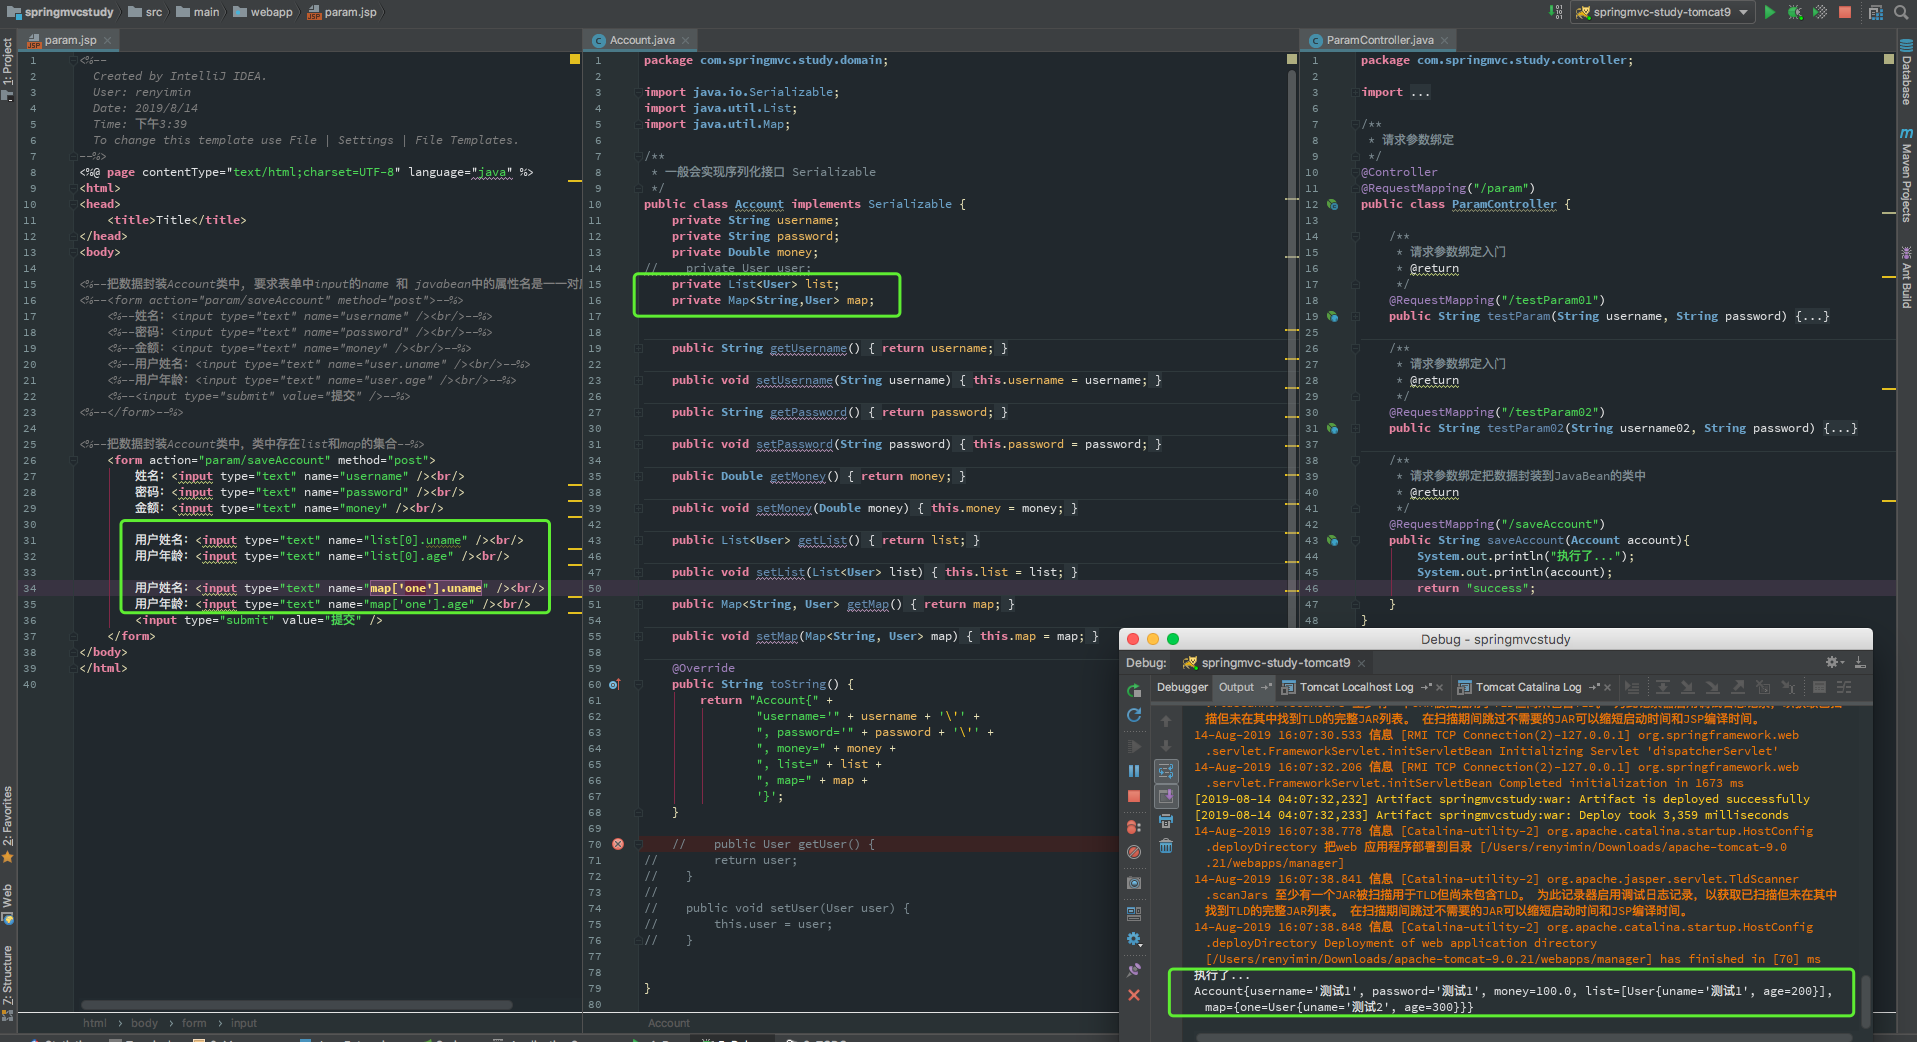 springmvcstudy src main webapp param.jsp
springmvc-study-tomcat9
param.jsp
Account.java
ParamController.java
1: Project
2: Favorites
Web
Z: Structure
<%--
Created by IntelliJ IDEA.
User: renyimin
Date: 2019/8/14
Time: 下午3:39
To change this template use File | Settings | File Templates.
--%>
<%@ page contentType="text/html;charset=UTF-8" language="java" %>
<html>
<head>
<title>Title</title>
</head>
<body>
<%--把数据封装Account类中, 要求表单中input的name 和 javabean中的属性名是一一对
<%--<form action="param/saveAccount" method="post">--%>
<%--姓名: <input type="text" name="username" /><br/>--%>
<%--密码: <input type="text" name="password" /><br/>--%>
<%--金额: <input type="text" name="money" /><br/>--%>
<%--用户姓名: <input type="text" name="user.uname" /><br/>--%>
<%--用户年龄: <input type="text" name="user.age" /><br/>--%>
<%--<input type="submit" value="提交" />--%>
<%--</form>--%>
<%--把数据封装Account类中, 类中存在list和map的集合--%>
<form action="param/saveAccount" method="post">
姓名: <input type="text" name="username" /><br/>
密码: <input type="text" name="password" /><br/>
金额: <input type="text" name="money" /><br/>
用户姓名: <input type="text" name="list[0].uname" /><br/>
用户年龄: <input type="text" name="list[0].age" /><br/>
用户姓名: <input type="text" name="map['one'].uname" /><br/>
用户年龄: <input type="text" name="map['one'].age" /><br/>
<input type="submit" value="提交" />
</form>
</body>
</html>
html body form input
package com.springmvc.study.domain;
import java.io.Serializable;
import java.util.List;
import java.util.Map;
/**
* 一般会实现序列化接口 Serializable
*/
public class Account implements Serializable {
private String username;
private String password;
private Double money;
// private User user;
private List<User> list;
private Map<String,User> map;
public String getUsername() { return username; }
public void setUsername(String username) { this.username = username; }
public String getPassword() { return password; }
public void setPassword(String password) { this.password = password; }
public Double getMoney() { return money; }
public void setMoney(Double money) { this.money = money; }
public List<User> getList() { return list; }
public void setList(List<User> list) { this.list = list; }
public Map<String, User> getMap() { return map; }
public void setMap(Map<String, User> map) { this.map = map; }
@Override
public String toString() {
return "Account{" +
"username='" + username + '\'' +
", password='" + password + '\'' +
", money=" + money +
", list=" + list +
", map=" + map +
'}';
}
// public User getUser() {
// return user;
// }
//
// public void setUser(User user) {
// this.user = user;
// }
}
Account
package com.springmvc.study.controller;
import ...
/**
* 请求参数绑定
*/
@Controller
@RequestMapping("/param")
public class ParamController {
/**
* 请求参数绑定入门
* @return
*/
@RequestMapping("/testParam01")
public String testParam(String username, String password) {...}
/**
* 请求参数绑定入门
* @return
*/
@RequestMapping("/testParam02")
public String testParam02(String username02, String password) {...}
/**
* 请求参数绑定把数据封装到JavaBean的类中
* @return
*/
@RequestMapping("/saveAccount")
public String saveAccount(Account account){
System.out.println("执行了...");
System.out.println(account);
return "success";
}
}
Database
Maven Projects
Ant Build
Debug - springmvcstudy
Debug: springmvc-study-tomcat9
Debugger Output Tomcat Localhost Log Tomcat Catalina Log
描但未在其中找到TLD的完整JAR列表。 在扫描期间跳过不需要的JAR可以缩短启动时间和JSP编译时间。
14-Aug-2019 16:07:30.533 信息 [RMI TCP Connection(2)-127.0.0.1] org.springframework.web
.servlet.FrameworkServlet.initServletBean Initializing Servlet 'dispatcherServlet'
14-Aug-2019 16:07:32.206 信息 [RMI TCP Connection(2)-127.0.0.1] org.springframework.web
.servlet.FrameworkServlet.initServletBean Completed initialization in 1673 ms
[2019-08-14 04:07:32,232] Artifact springmvcstudy:war: Artifact is deployed successfully
[2019-08-14 04:07:32,233] Artifact springmvcstudy:war: Deploy took 3,359 milliseconds
14-Aug-2019 16:07:38.778 信息 [Catalina-utility-2] org.apache.catalina.startup.HostConfig
.deployDirectory 把web 应用程序部署到目录 [/Users/renyimin/Downloads/apache-tomcat-9.0
.21/webapps/manager]
14-Aug-2019 16:07:38.841 信息 [Catalina-utility-2] org.apache.jasper.servlet.TldScanner
.scanJars 至少有一个JAR被扫描用于TLD但尚未包含TLD。 为此记录器启用调试日志记录，以获取已扫描但未在其中
找到TLD的完整JAR列表。 在扫描期间跳过不需要的JAR可以缩短启动时间和JSP编译时间。
14-Aug-2019 16:07:38.848 信息 [Catalina-utility-2] org.apache.catalina.startup.HostConfig
.deployDirectory Deployment of web application directory
[/Users/renyimin/Downloads/apache-tomcat-9.0.21/webapps/manager] has finished in [70] ms
执行了...
Account{username='测试1', password='测试1', money=100.0, list=[User{uname='测试1', age=200}],
map={one=User{uname='测试2', age=300}}}